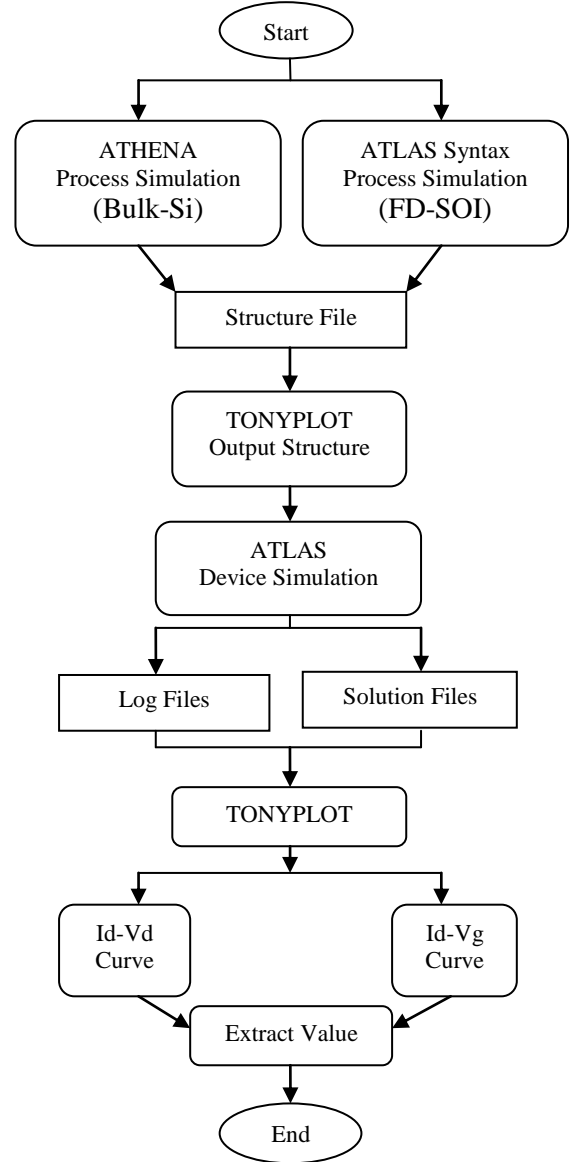 Start
ATHENA
Process Simulation
(Bulk-Si)
ATLAS Syntax
Process Simulation
(FD-SOI)
Structure File
TONYPLOT
Output Structure
ATLAS
Device Simulation
Log Files
Solution Files
TONYPLOT
Id-Vd
Curve
Id-Vg
Curve
Extract Value
End